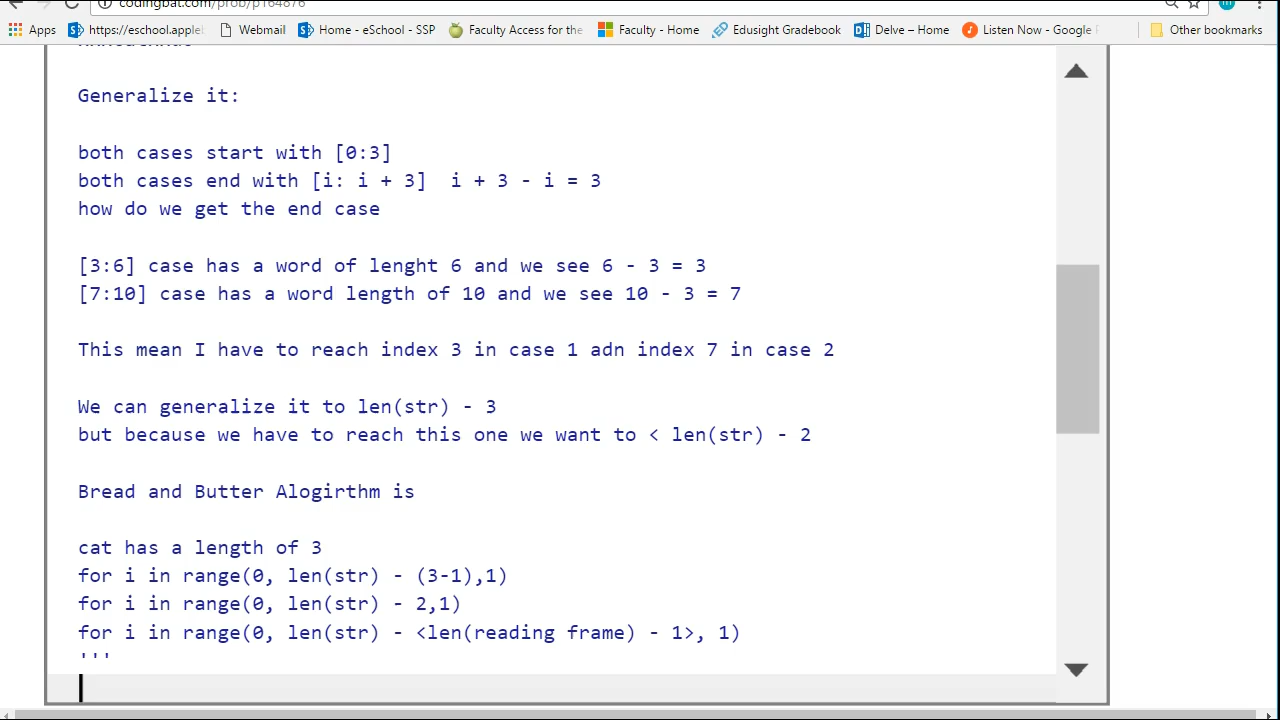 codingbat.com/prob/p164876
Apps https://eschool.apple Webmail Home - eSchool - SSP Faculty Access for the Faculty - Home Edusight Gradebook Delve – Home Listen Now - Google Other bookmarks
Generalize it:
both cases start with [0:3]
both cases end with [i: i + 3]  i + 3 - i = 3
how do we get the end case
[3:6] case has a word of lenght 6 and we see 6 - 3 = 3
[7:10] case has a word length of 10 and we see 10 - 3 = 7
This mean I have to reach index 3 in case 1 adn index 7 in case 2
We can generalize it to len(str) - 3
but because we have to reach this one we want to < len(str) - 2
Bread and Butter Alogirthm is
cat has a length of 3
for i in range(0, len(str) - (3-1),1)
for i in range(0, len(str) - 2,1)
for i in range(0, len(str) - <len(reading frame) - 1>, 1)
'''